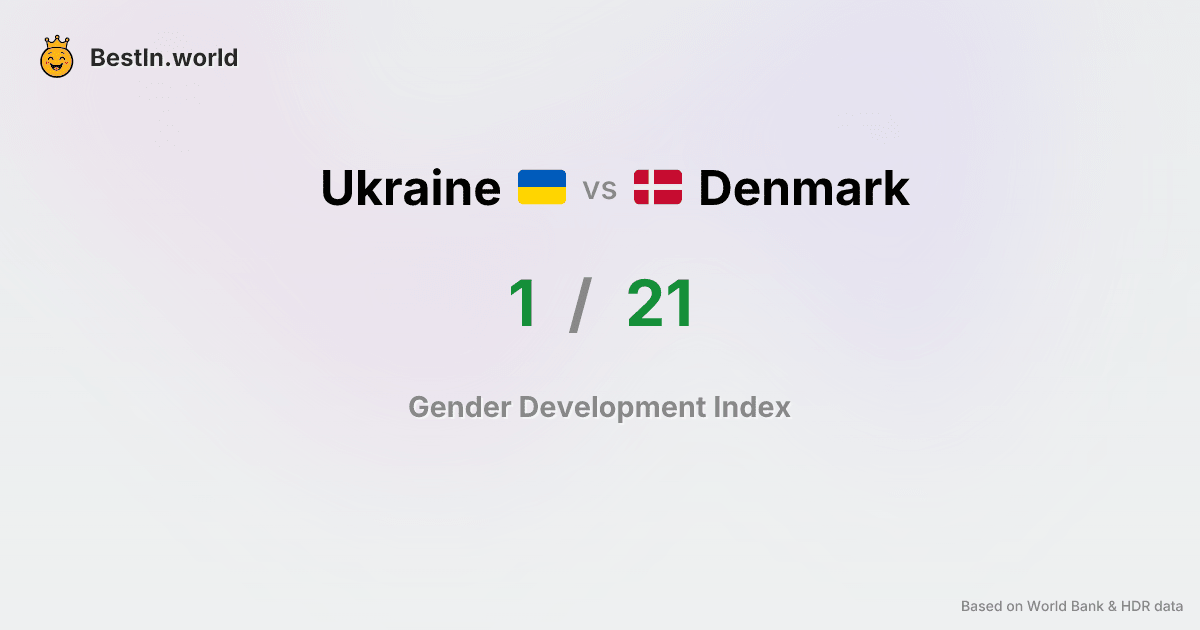 BestIn.world
Ukraine vs Denmark
1 / 21
Gender Development Index
Based on World Bank & HDR data